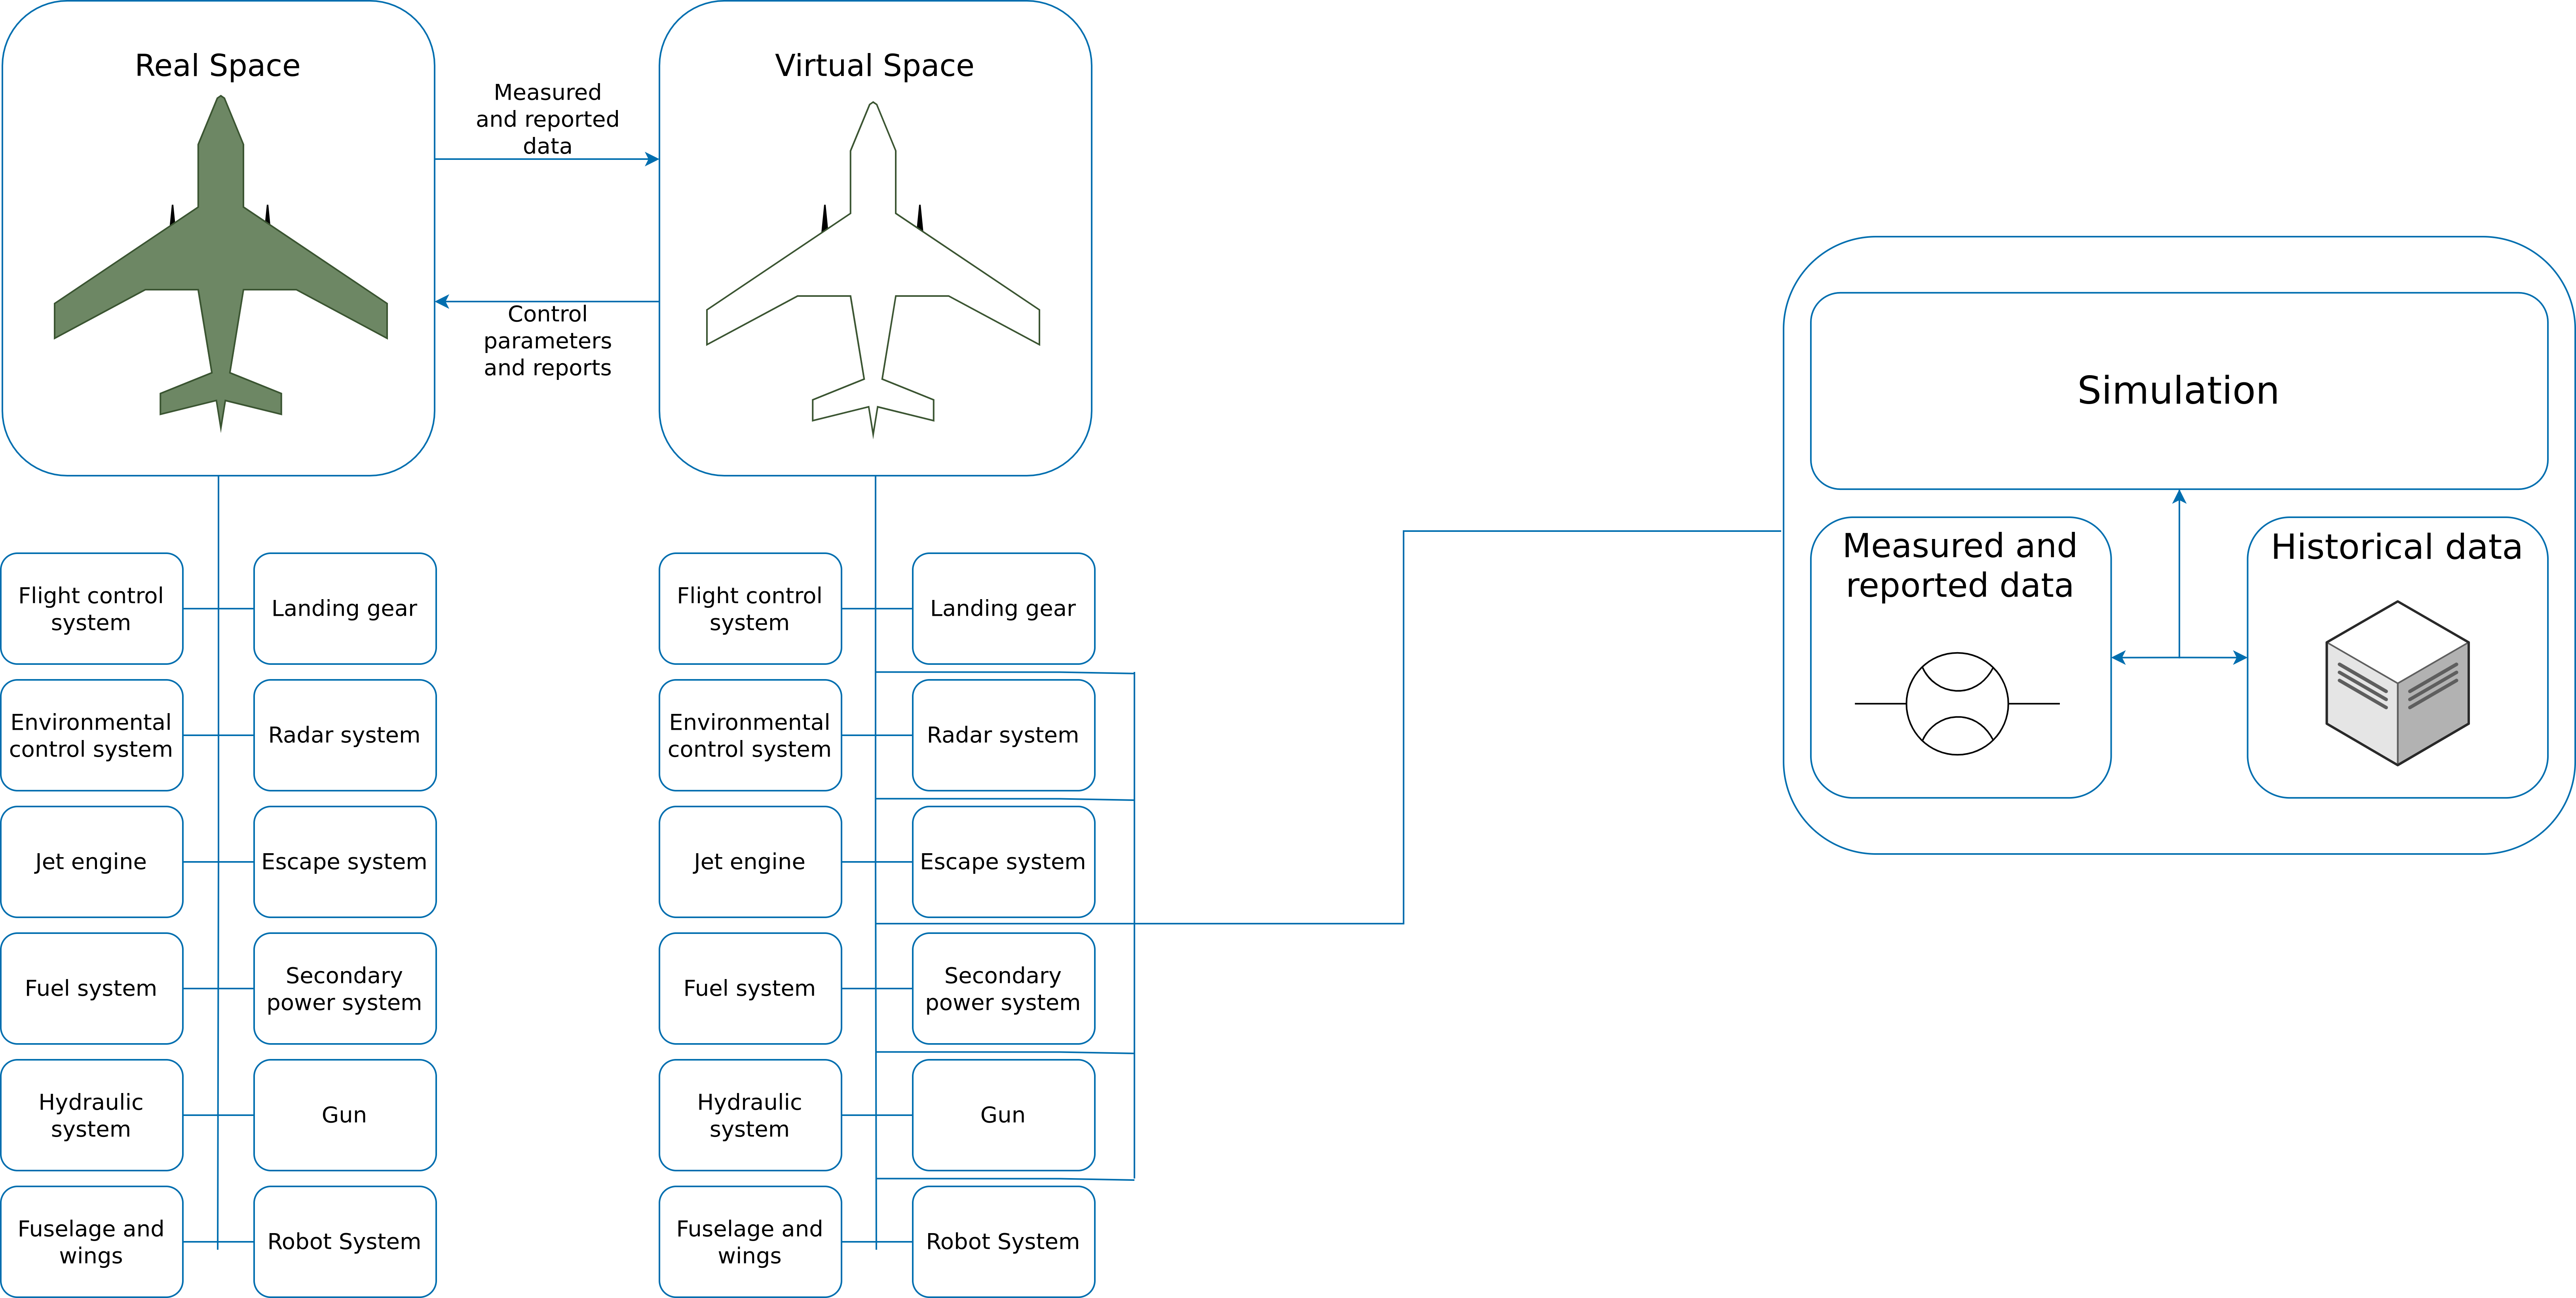 Real Space
Virtual Space
Measured
and reported
data
Control
parameters
and reports
Flight control
system
Landing gear
Environmental
control system
Radar system
Jet engine
Escape system
Fuel system
Secondary
power system
Hydraulic
system
Gun
Fuselage and
wings
Robot System
Flight control
system
Landing gear
Environmental
control system
Radar system
Jet engine
Escape system
Fuel system
Secondary
power system
Hydraulic
system
Gun
Fuselage and
wings
Robot System
Simulation
Measured and
reported data
Historical data